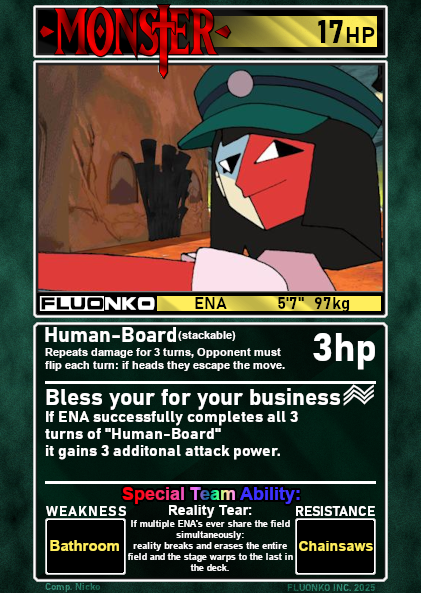 MONSTER
17HP
FLUONKO
ENA
5'7" 97kg
Human-Board(stackable)
3hp
Repeats damage for 3 turns, Opponent must
flip each turn: if heads they escape the move.
Bless your for your business
If ENA successfully completes all 3
turns of "Human-Board"
it gains 3 additonal attack power.
Special Team Ability:
WEAKNESS
Bathroom
Reality Tear:
If multiple ENA's ever share the field
simultaneously:
reality breaks and erases the entire
field and the stage warps to the last in
the deck.
RESISTANCE
Chainsaws
Comp. Nicko
FLUONKO INC. 2025